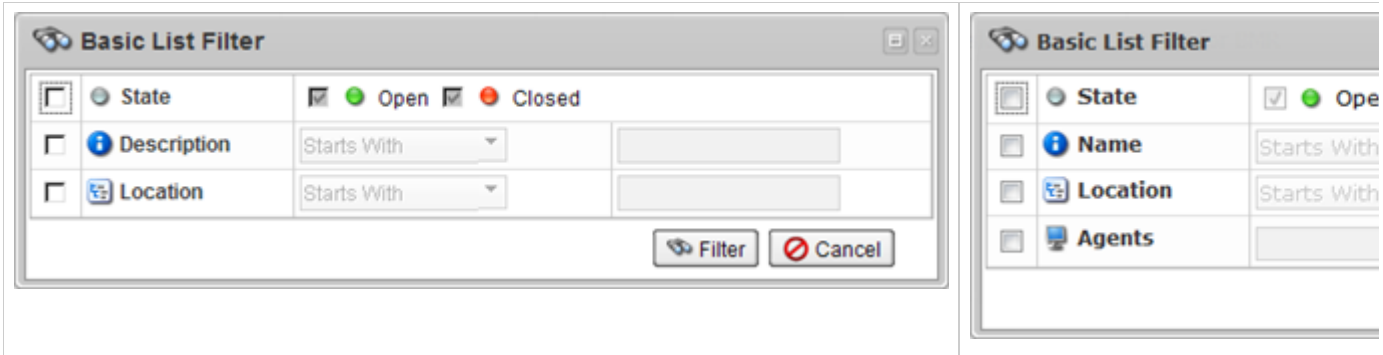 Basic List Filter
State Open Closed
Description Starts With
Location Starts With
Filter Cancel
Basic List Filter
State Ope
Name Starts With
Location Starts With
Agents